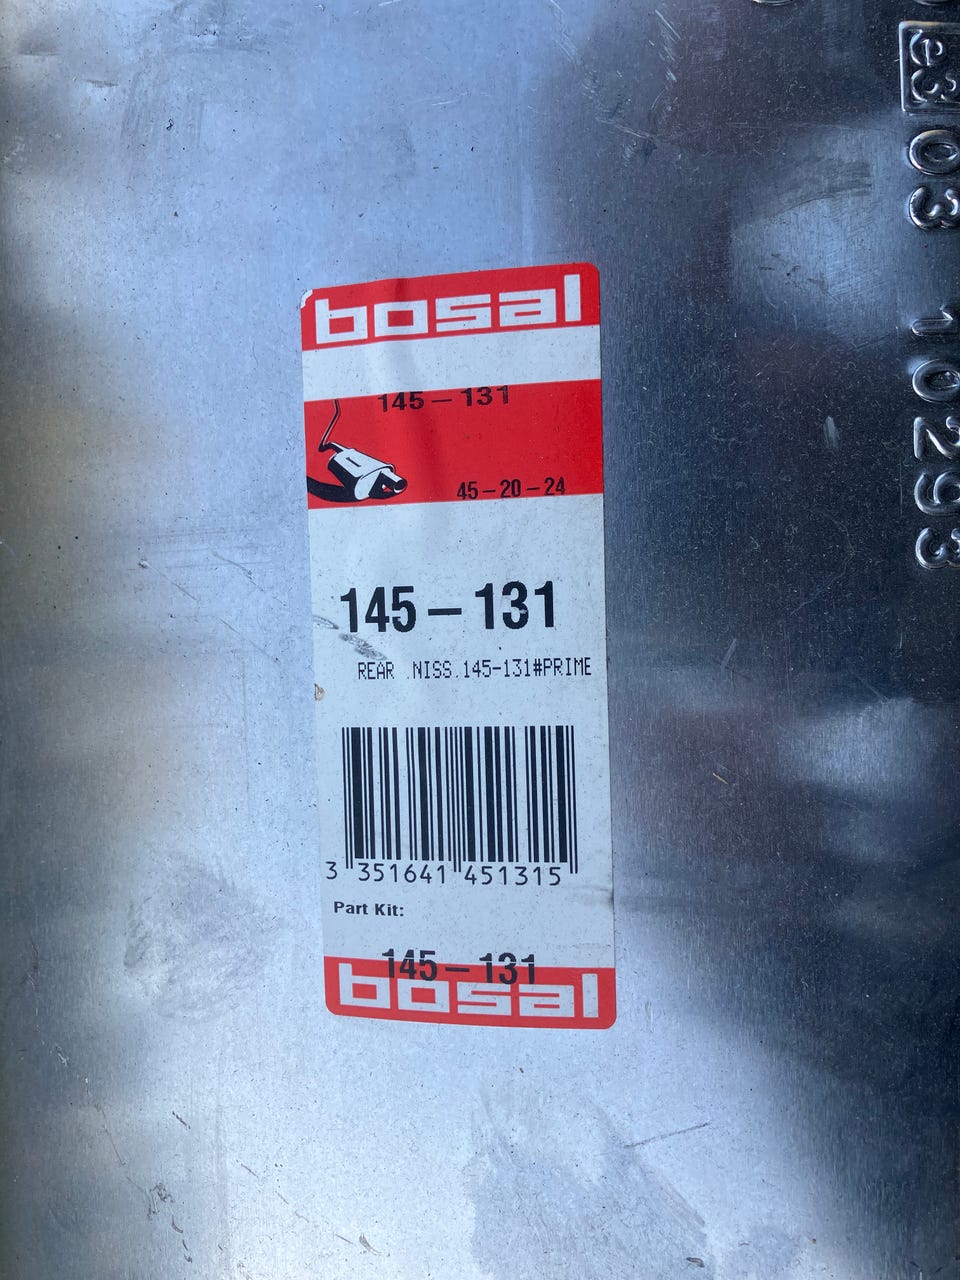 bosal
145 – 131
45 – 20 – 24
145 – 131
REAR .NISS.145-131#PRIME
3 351641 451315
Part Kit:
145 – 131
bosal
e3 03 10293